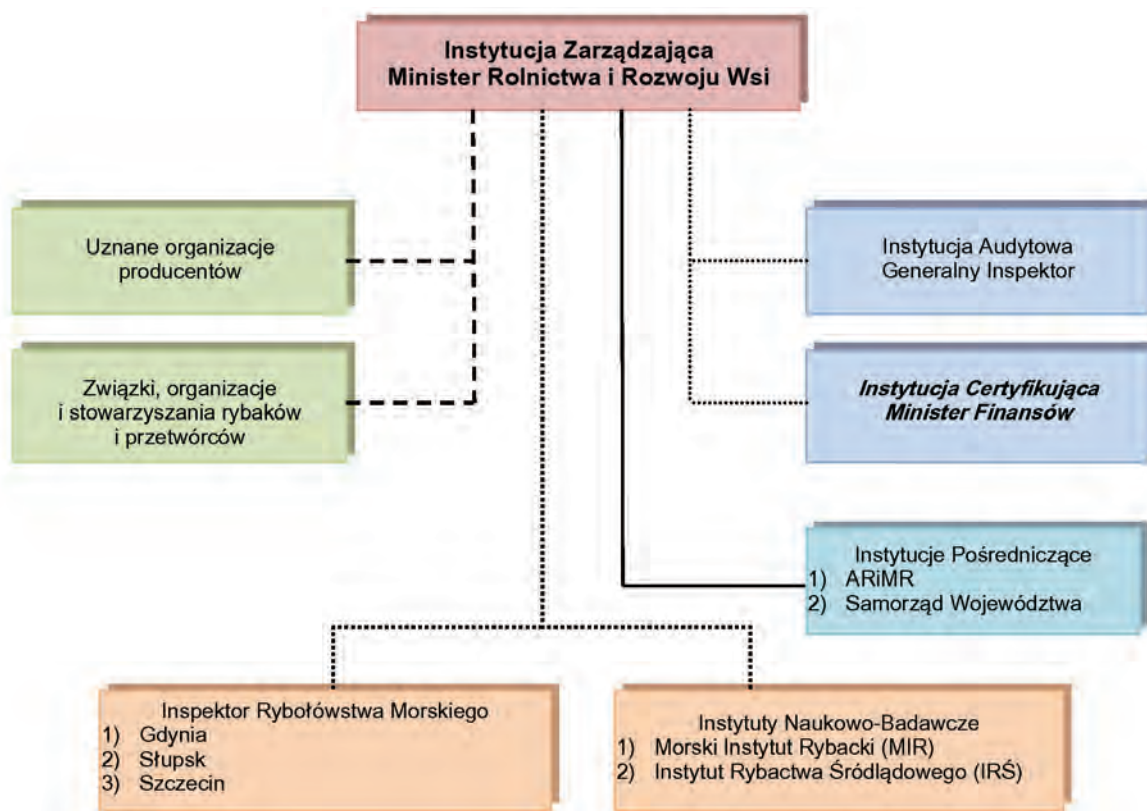 Instytucja Zarządzająca
Minister Rolnictwa i Rozwoju Wsi
Uznane organizacje
producentów
Instytucja Audytowa
Generalny Inspektor
Związki, organizacje
i stowarzyszania rybaków
i przetwórców
Instytucja Certyfikująca
Minister Finansów
Instytucje Pośredniczące
1) ARiMR
2) Samorząd Województwa
Inspektor Rybołówstwa Morskiego
1) Gdynia
2) Słupsk
3) Szczecin
Instytuty Naukowo-Badawcze
1) Morski Instytut Rybacki (MIR)
2) Instytut Rybactwa Śródlądowego (IRŚ)